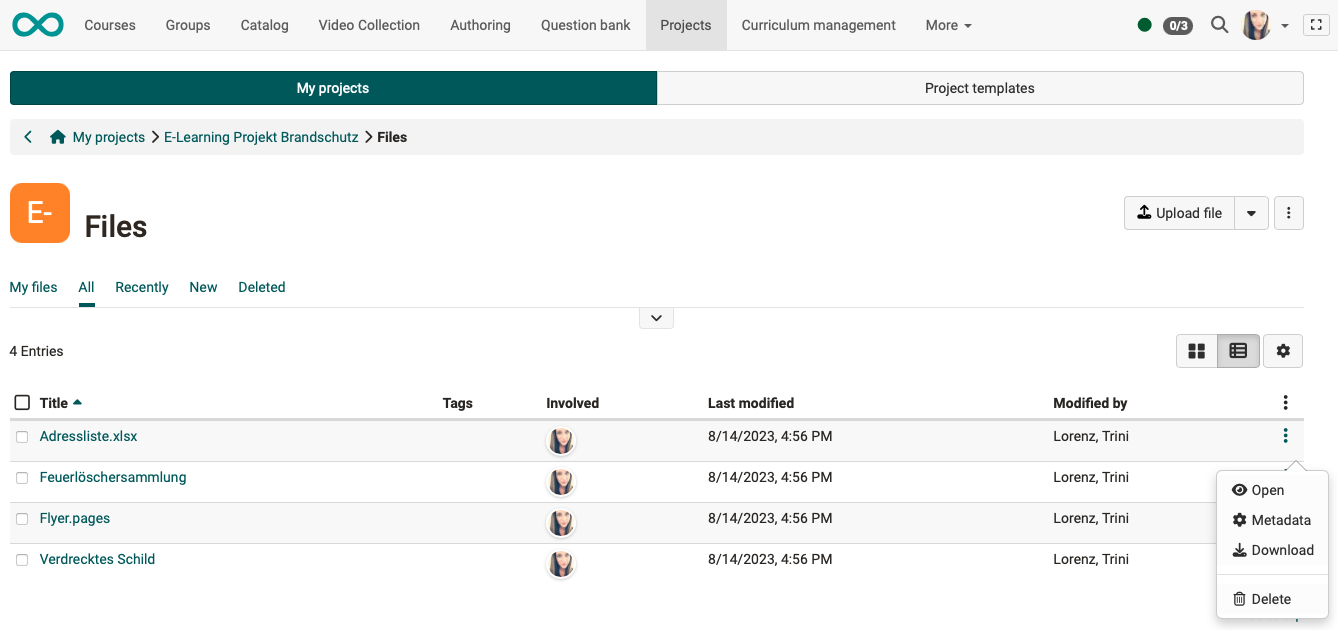 Courses Groups Catalog Video Collection Authoring Question bank Projects Curriculum management More 0/3
My projects Project templates
My projects E-Learning Projekt Brandschutz Files
E- Files Upload file
My files All Recently New Deleted
4 Entries
Title Tags Involved Last modified Modified by
Adressliste.xlsx 8/14/2023, 4:56 PM Lorenz, Trini
Feuerlöschersammlung 8/14/2023, 4:56 PM Lorenz, Trini
Open
Flyer.pages 8/14/2023, 4:56 PM Lorenz, Trini
Metadata
Download
Verdrecktes Schild 8/14/2023, 4:56 PM Lorenz, Trini
Delete